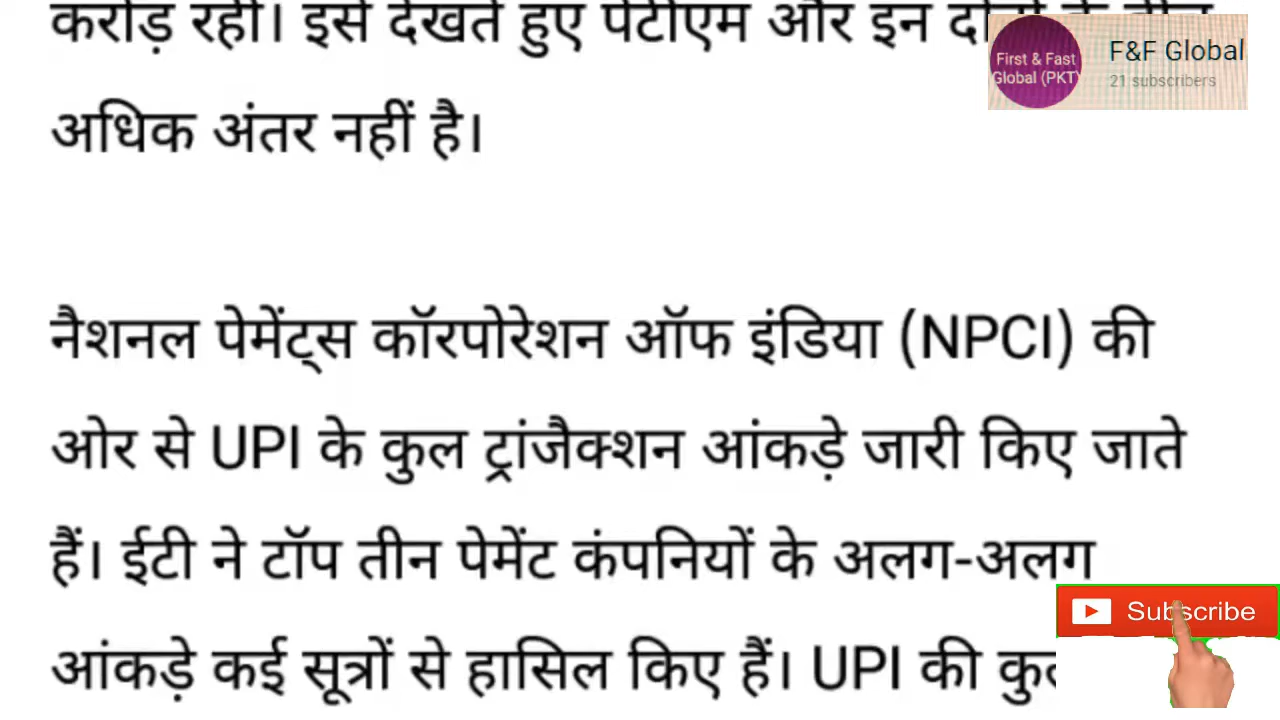 करोड़ रही। इसे देखते हुए पेटीएम और इन
अधिक अंतर नहीं है।
नैशनल पेमेंट्स कॉरपोरेशन ऑफ इंडिया (NPCI) की
ओर से UPI के कुल ट्रांजैक्शन आंकड़े जारी किए जाते
हैं। ईटी ने टॉप तीन पेमेंट कंपनियों के अलग-अलग
आंकड़े कई सूत्रों से हासिल किए हैं। UPI की
First & Fast
Global (PKT)
F&F Global
21 subscribers
Subscribe